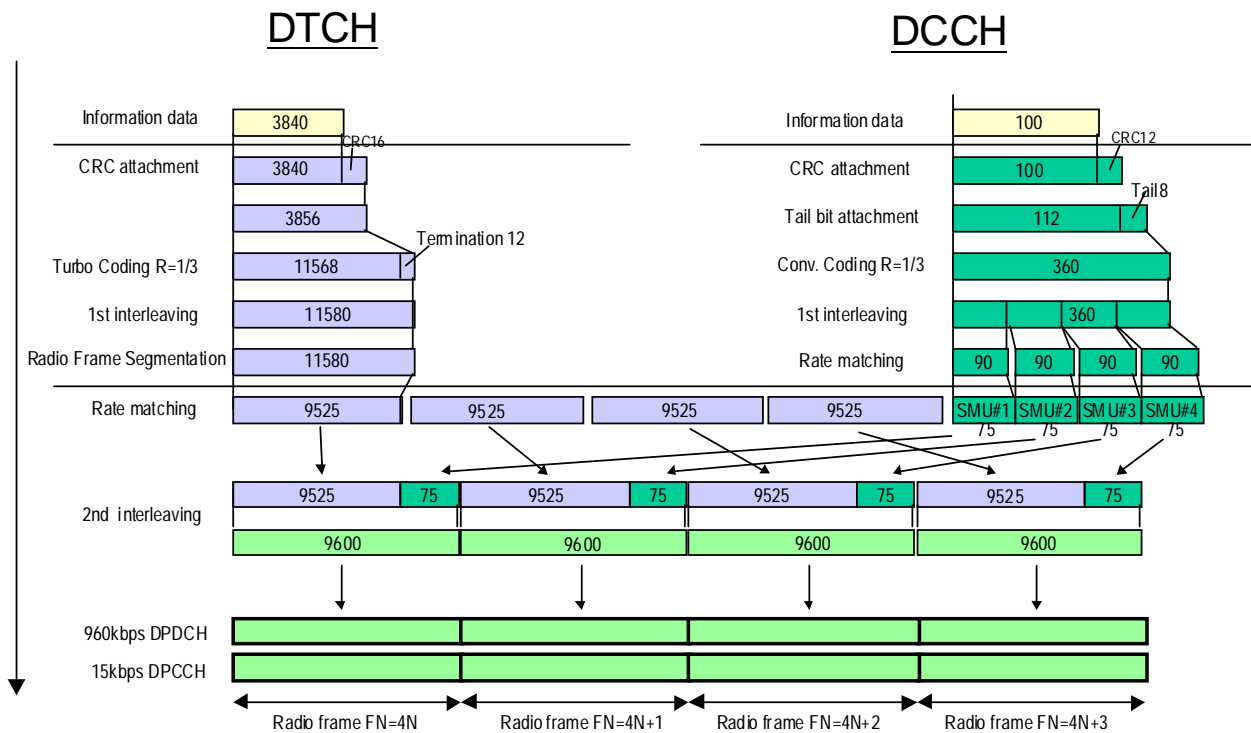 DTCH
DCCH
Information data
3840
Information data
100
CRC16
CRC12
CRC attachment
3840
CRC attachment
100
Tail8
3856
Tail bit attachment
112
Termination 12
Turbo Coding R=1/3
11568
Conv. Coding R=1/3
360
1st interleaving
11580
1st interleaving
360
Radio Frame Segmentation
11580
Rate matching
90
90
90
90
Rate matching
9525
9525
9525
9525
SMU#1
SMU#2
SMU#3
SMU#4
75
75
75
75
2nd interleaving
9525
75
9525
75
9525
75
9525
75
9600
9600
9600
9600
960kbps DPDCH
15kbps DPCCH
Radio frame FN=4N
Radio frame FN=4N+1
Radio frame FN=4N+2
Radio frame FN=4N+3